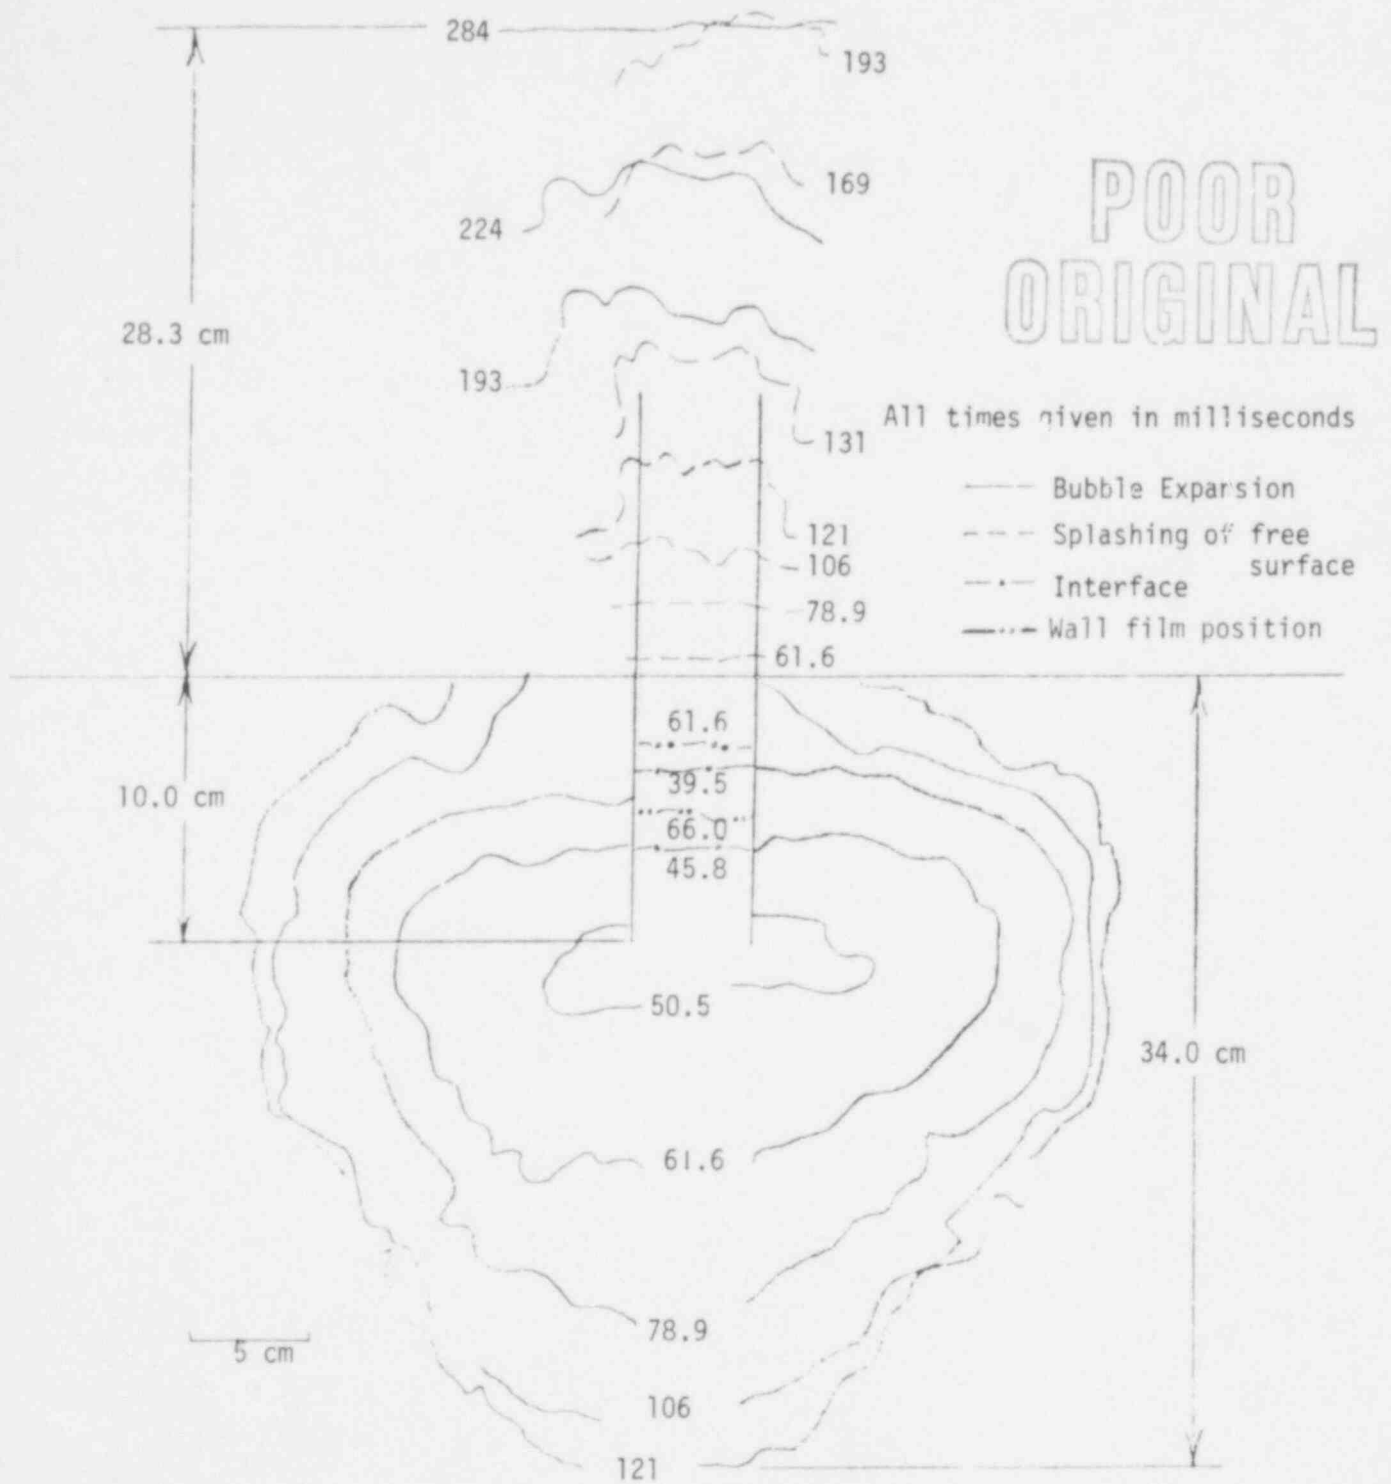 284
193
POOR
ORIGINAL
169
224
28.3 cm
193
All times given in milliseconds
131
Bubble Expansion
121
Splashing of free
surface
106
Interface
78.9
Wall film position
61.6
61.6
39.5
10.0 cm
66.0
45.8
50.5
34.0 cm
61.6
78.9
5 cm
106
121